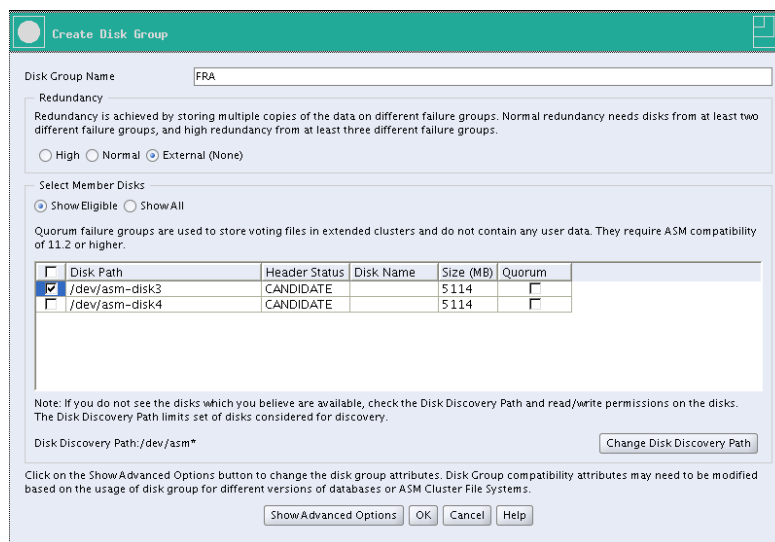 Create Disk Group
Disk Group Name FRA
Redundancy
Redundancy is achieved by storing multiple copies of the data on different failure groups. Normal redundancy needs disks from at least two
different failure groups, and high redundancy from at least three different failure groups.
High Normal External (None)
Select Member Disks
Show Eligible Show All
Quorum failure groups are used to store voting files in extended clusters and do not contain any user data. They require ASM compatibility
of 11.2 or higher.
Disk Path Header Status Disk Name Size (MB) Quorum
/dev/asm-disk3 CANDIDATE 5114
/dev/asm-disk4 CANDIDATE 5114
Note: If you do not see the disks which you believe are available, check the Disk Discovery Path and read/write permissions on the disks.
The Disk Discovery Path limits set of disks considered for discovery.
Disk Discovery Path:/dev/asm* Change Disk Discovery Path
Click on the Show Advanced Options button to change the disk group attributes. Disk Group compatibility attributes may need to be modified
based on the usage of disk group for different versions of databases or ASM Cluster File Systems.
Show Advanced Options OK Cancel Help